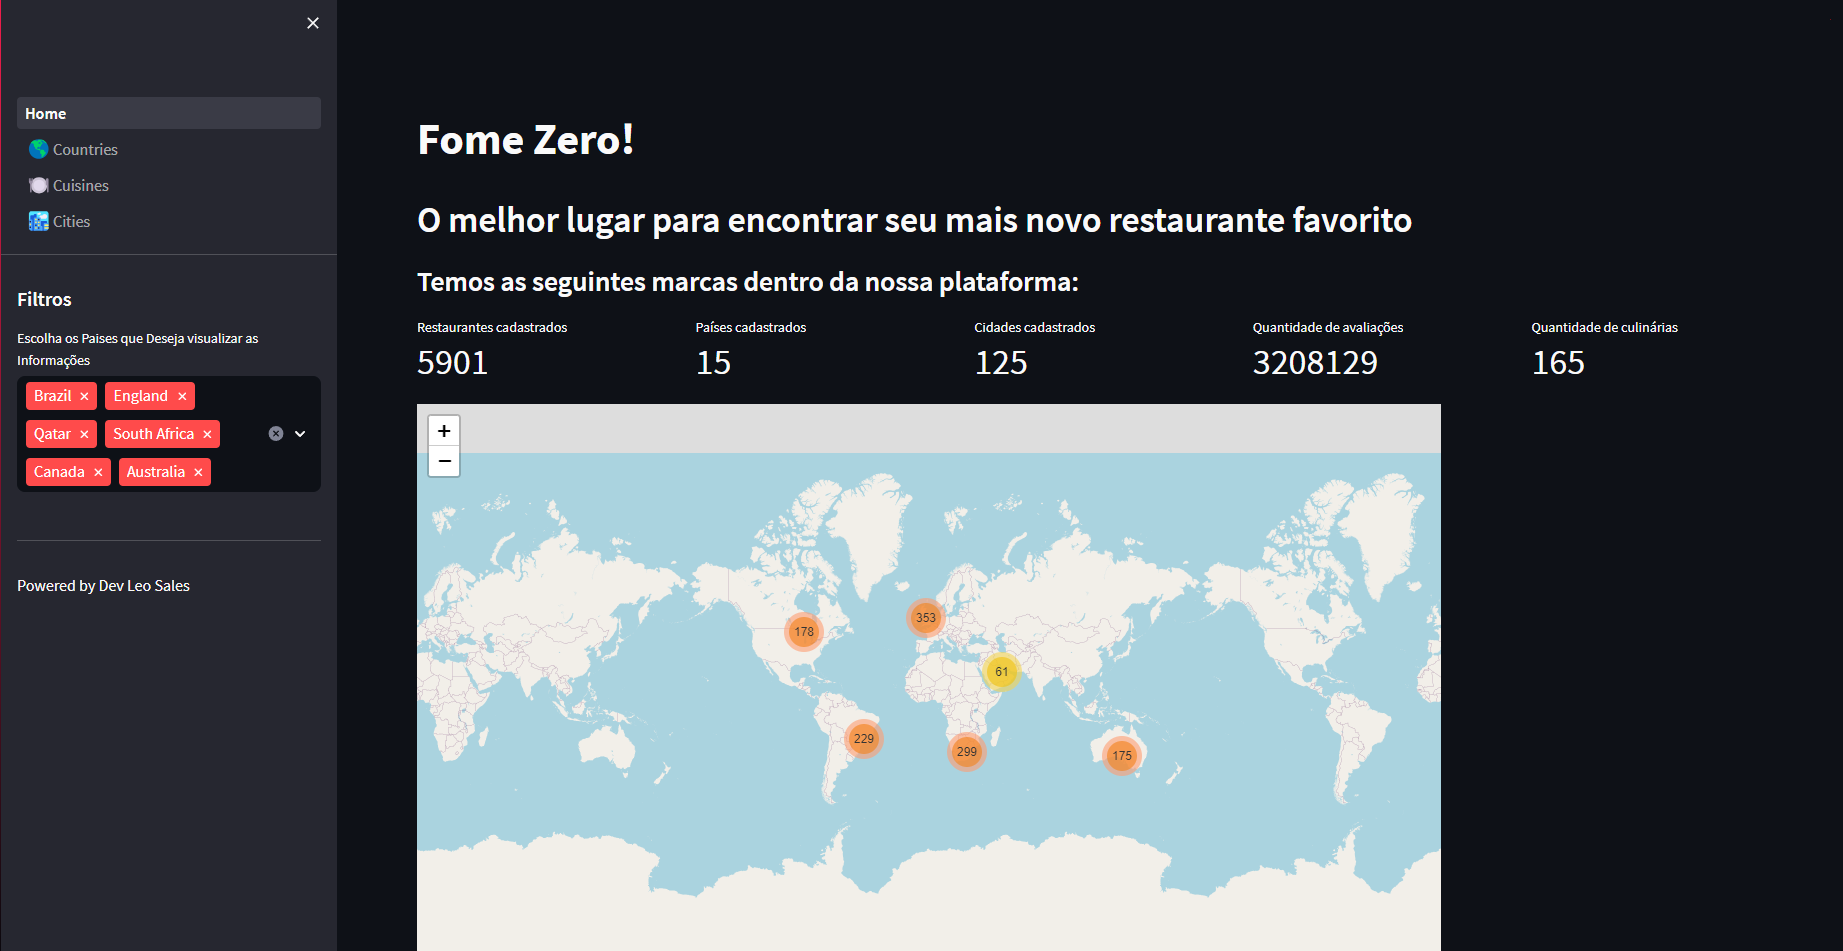 Home
Countries
Cuisines
Cities
Filtros
Escolha os Paises que Deseja visualizar as
Informações
Brazil × England ×
Qatar × South Africa ×
Canada × Australia ×
Powered by Dev Leo Sales
Fome Zero!
O melhor lugar para encontrar seu mais novo restaurante favorito
Temos as seguintes marcas dentro da nossa plataforma:
Restaurantes cadastrados
5901
Países cadastrados
15
Cidades cadastrados
125
Quantidade de avaliações
3208129
Quantidade de culinárias
165
+
−
353
178
61
229
299
175